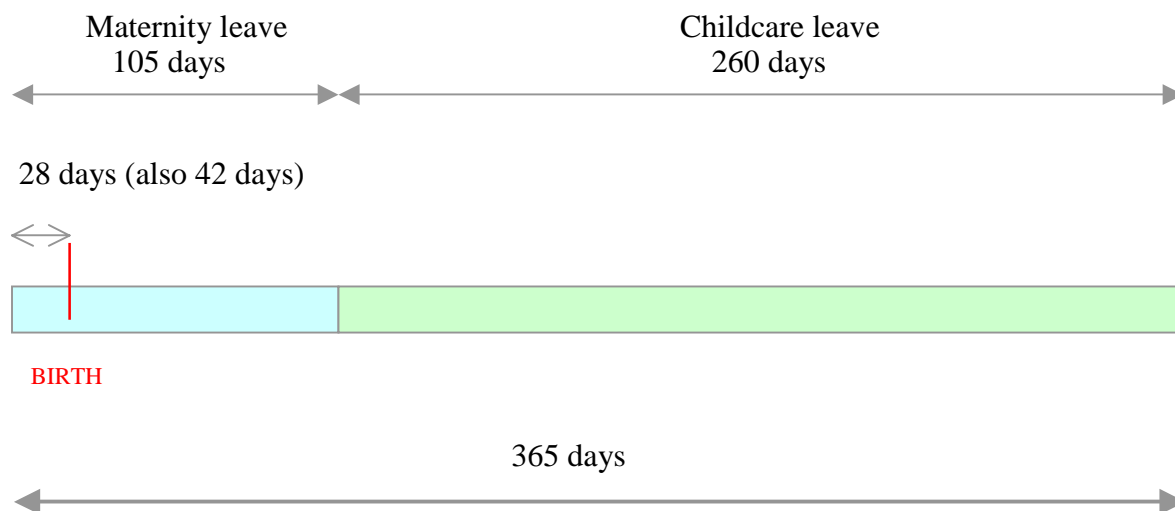 Maternity leave
105 days
Childcare leave
260 days
28 days (also 42 days)
BIRTH
365 days